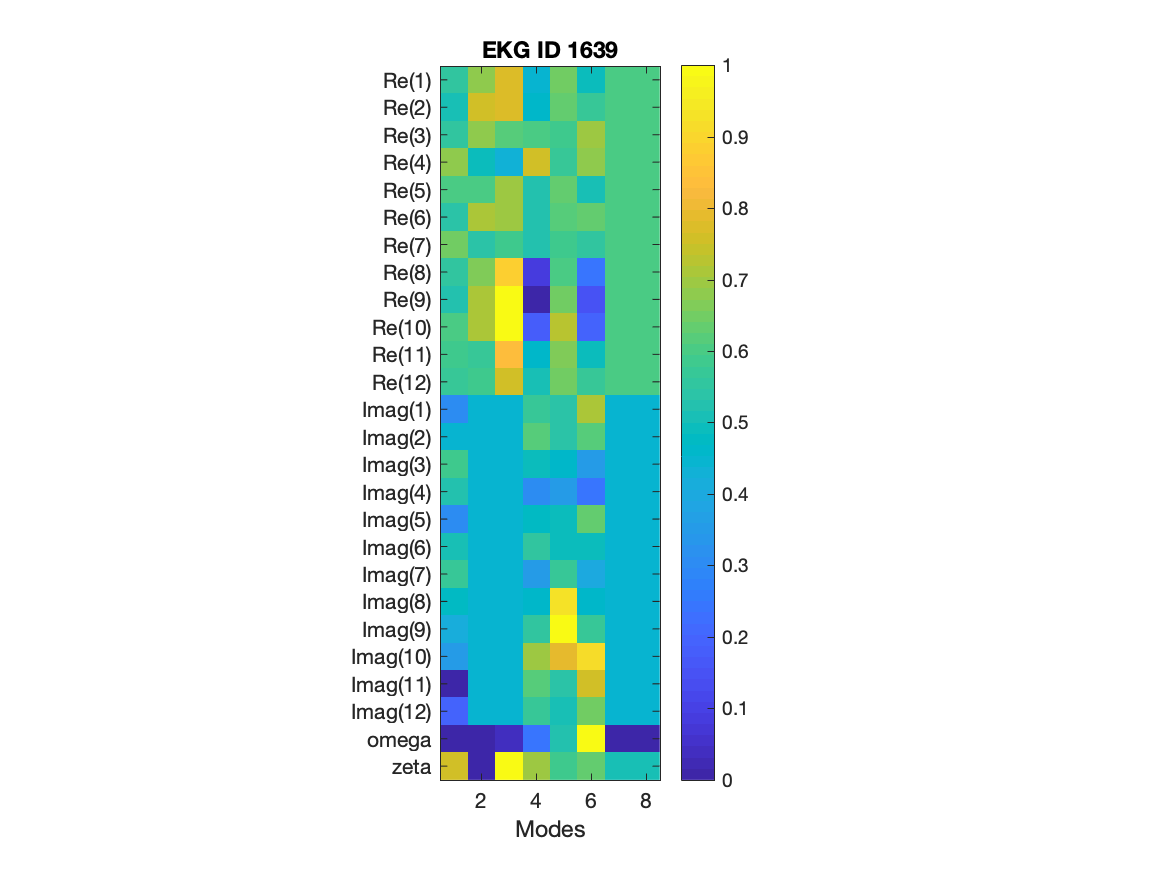 EKG ID 1639
Re(1)
Re(2)
Re(3)
Re(4)
Re(5)
Re(6)
Re(7)
Re(8)
Re(9)
Re(10)
Re(11)
Re(12)
Imag(1)
Imag(2)
Imag(3)
Imag(4)
Imag(5)
Imag(6)
Imag(7)
Imag(8)
Imag(9)
Imag(10)
Imag(11)
Imag(12)
omega
zeta
2 4 6 8
Modes
1
0.9
0.8
0.7
0.6
0.5
0.4
0.3
0.2
0.1
0